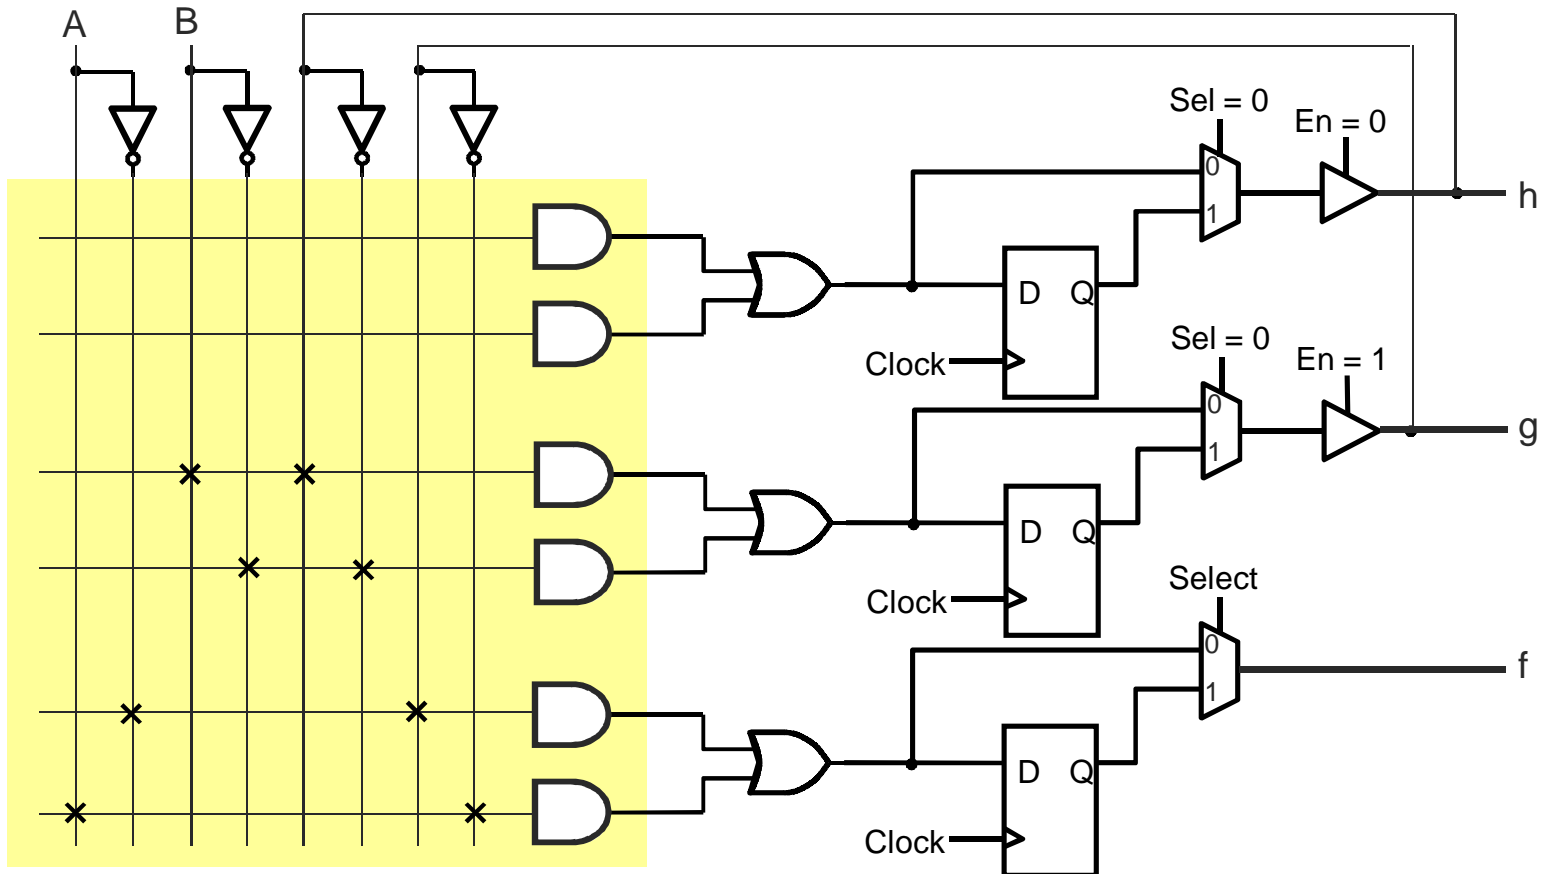 A
B
Sel = 0
En = 0
0
1
h
D Q
Clock
Sel = 0
En = 1
0
1
g
D Q
Clock
Select
0
1
f
D Q
Clock